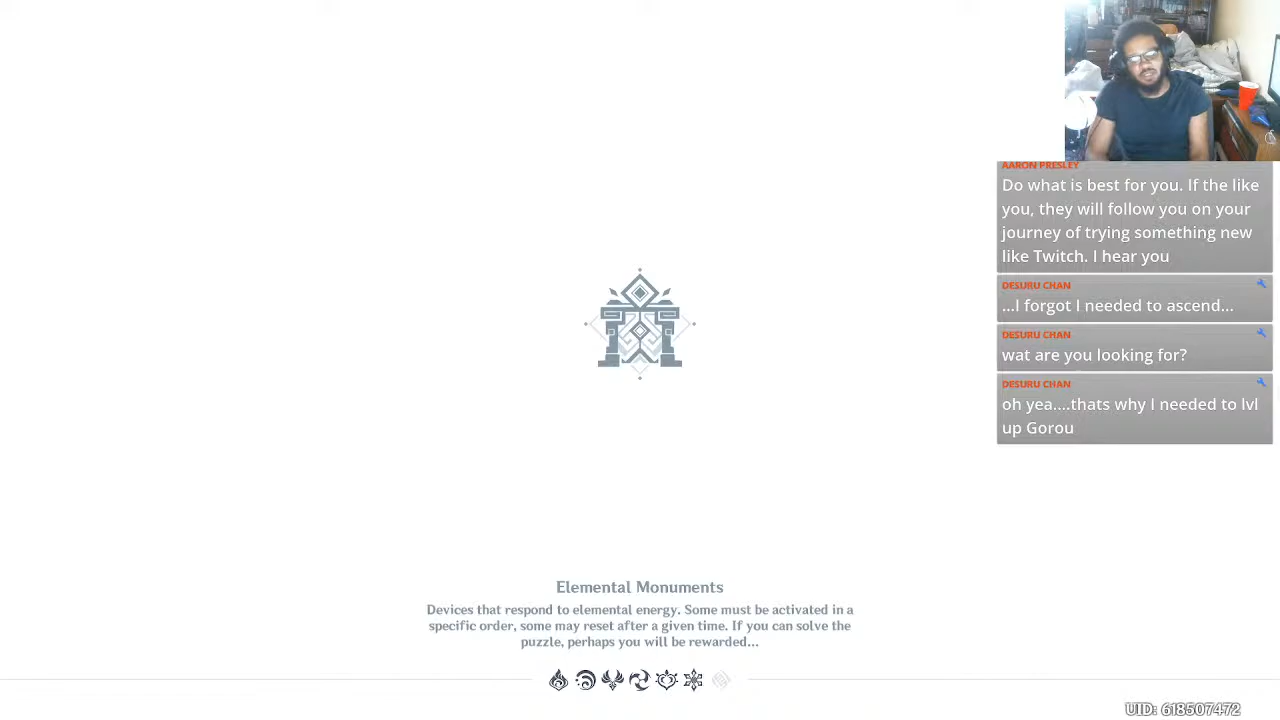 AARON PRESLEY
Do what is best for you. If the like
you, they will follow you on your
journey of trying something new
like Twitch. I hear you
DESURU CHAN
...I forgot I needed to ascend...
DESURU CHAN
wat are you looking for?
DESURU CHAN
oh yea....thats why I needed to lvl
up Gorou
Elemental Monuments
Devices that respond to elemental energy. Some must be activated in a
specific order, some may reset after a given time. If you can solve the
puzzle, perhaps you will be rewarded...
UID: 618507472